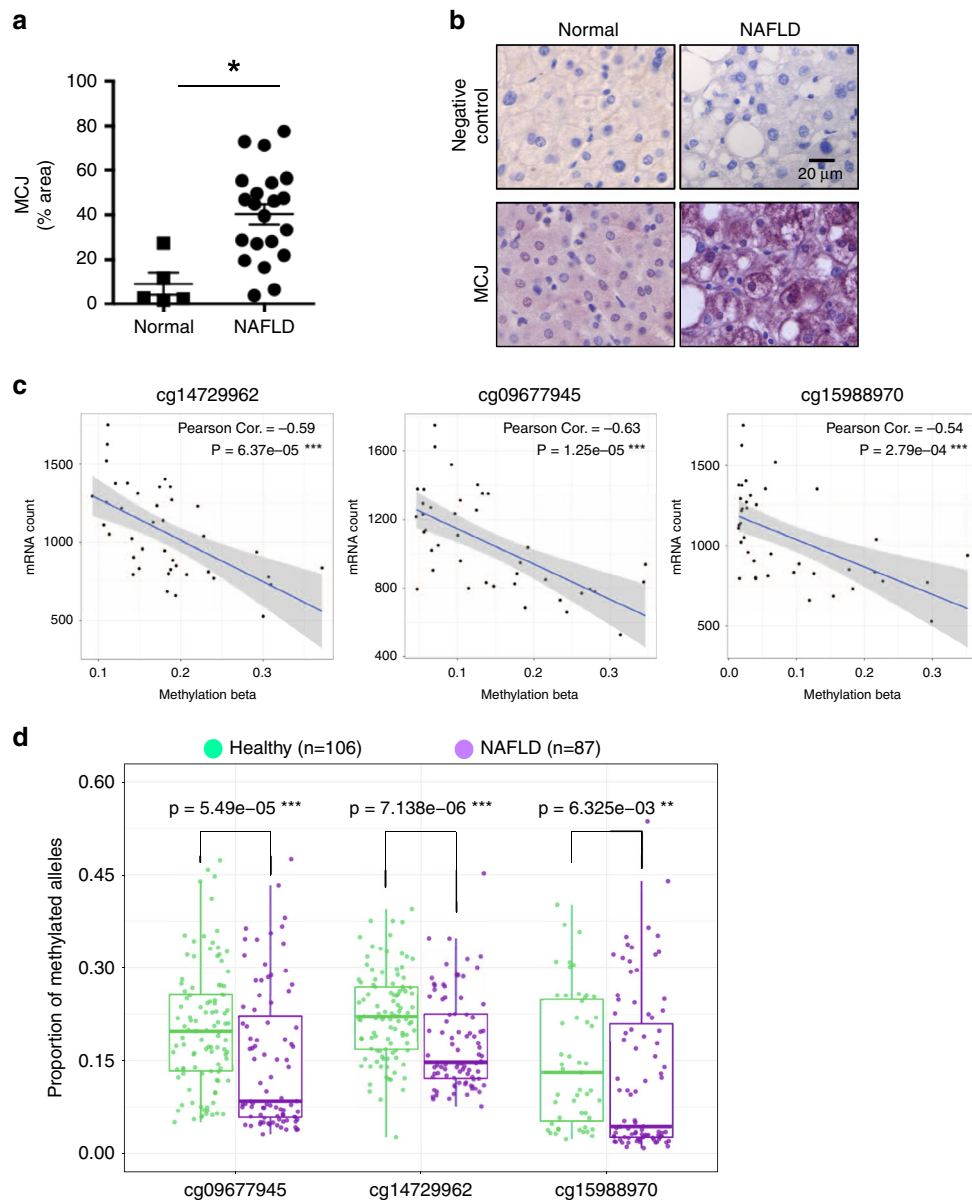 a
*
100
80
60
40
20
0
MCJ
(% area)
Normal
NAFLD
b
Normal
NAFLD
Negative
control
20 μm
MCJ
c
cg14729962
Pearson Cor. = –0.59
P = 6.37e–05 ***
1500
1000
500
mRNA count
0.1
0.2
0.3
Methylation beta
cg09677945
Pearson Cor. = –0.63
P = 1.25e–05 ***
1600
1200
800
400
mRNA count
0.1
0.2
0.3
Methylation beta
cg15988970
Pearson Cor. = –0.54
P = 2.79e–04 ***
1500
1000
500
mRNA count
0.0
0.1
0.2
0.3
Methylation beta
d
Healthy (n=106)
NAFLD (n=87)
0.60
0.45
0.30
0.15
0.00
Proportion of methylated alleles
p = 5.49e–05 ***
p = 7.138e–06 ***
p = 6.325e–03 **
cg09677945
cg14729962
cg15988970